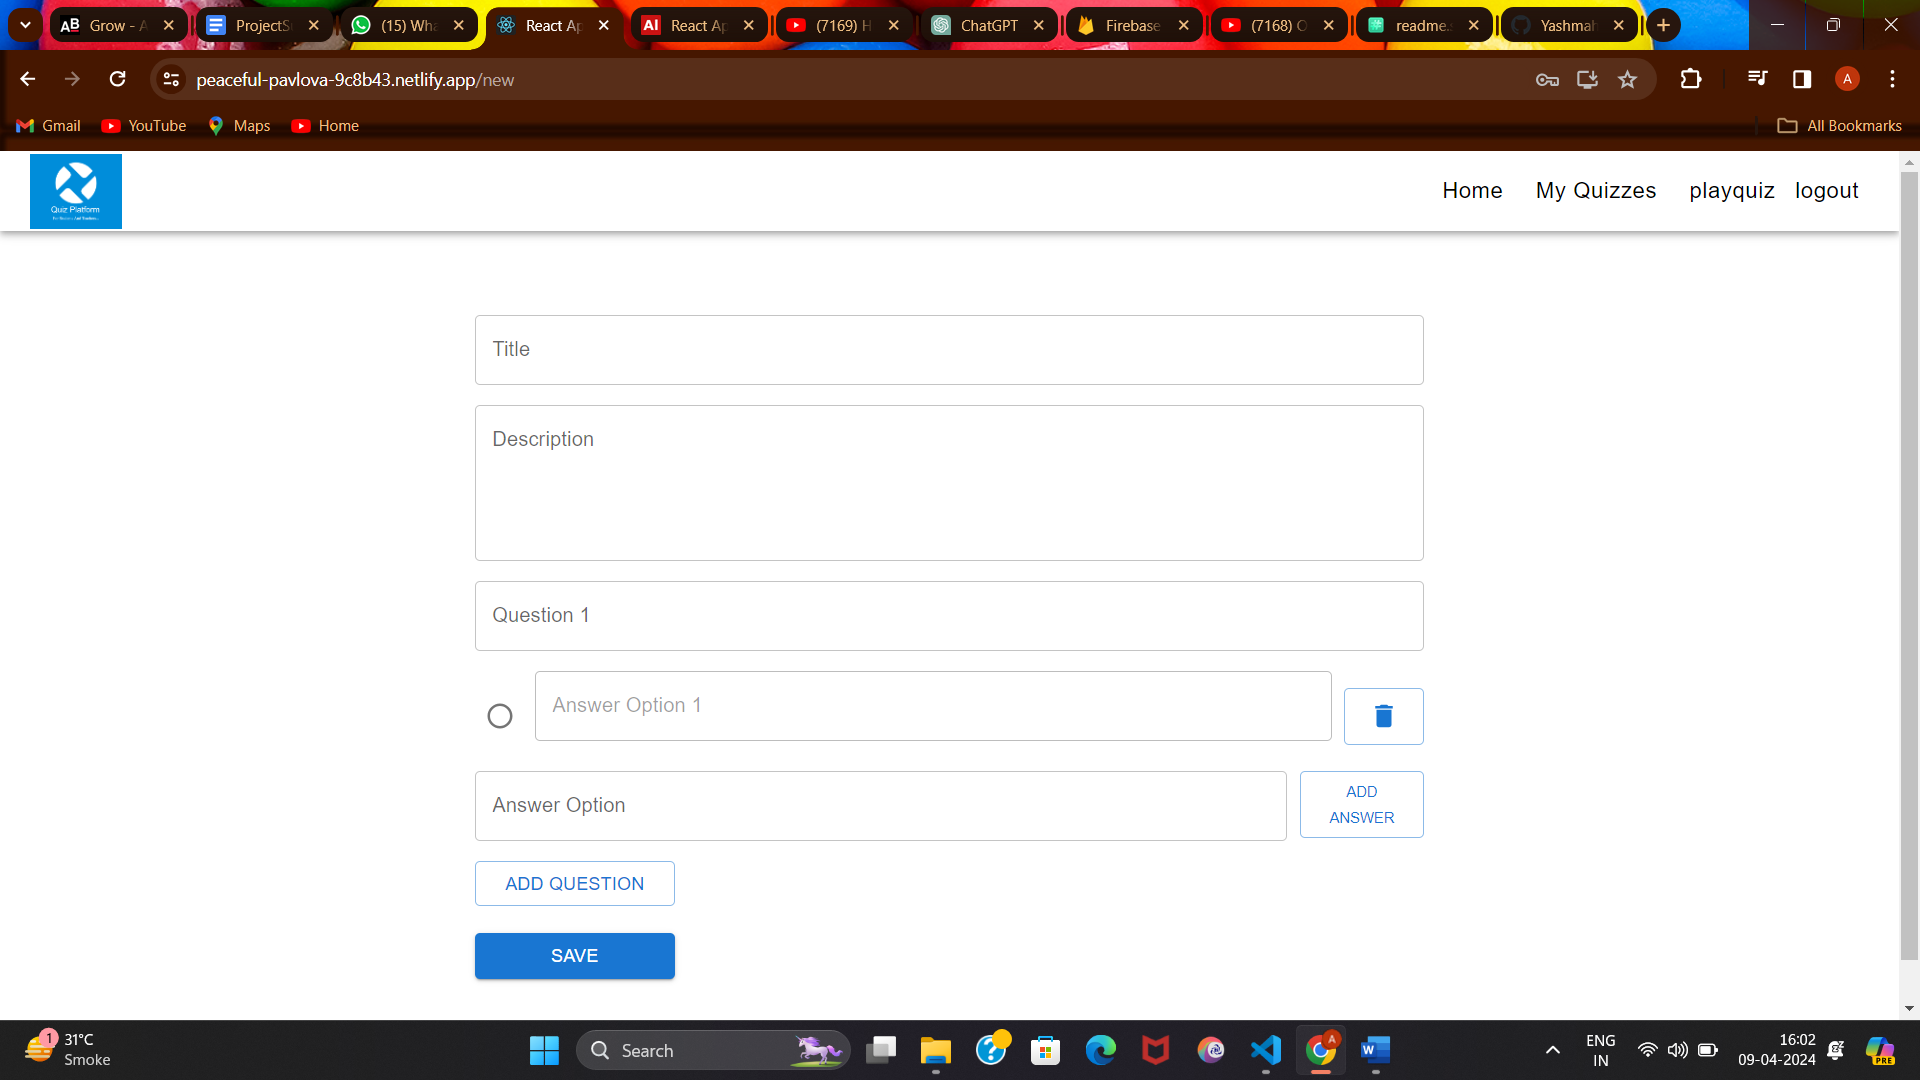 Grow - A
ProjectS
(15) Wha
React Ap
React Ap
(7169) H
ChatGPT
Firebase
(7168) O
readme.s
Yashmah
peaceful-pavlova-9c8b43.netlify.app/new
A
Gmail
YouTube
Maps
Home
All Bookmarks
Quiz Platform
Home
My Quizzes
playquiz
logout
Title
Description
Question 1
Answer Option 1
Answer Option
ADD
ANSWER
ADD QUESTION
SAVE
1
31°C
Smoke
Search
ENG
IN
16:02
09-04-2024
PRE